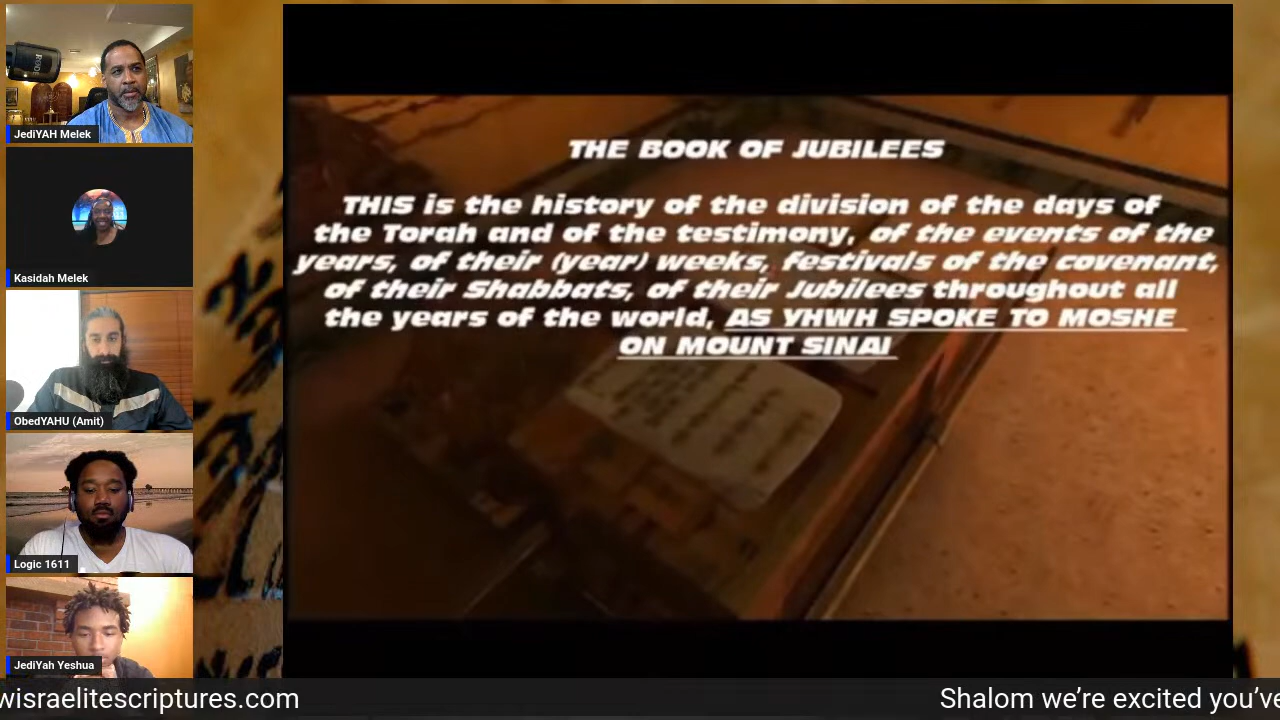 JediYAH Melek
Kasidah Melek
ObedYAHU (Amit)
Logic 1611
JediYah Yeshua
THE BOOK OF JUBILEES
THIS is the history of the division of the days of
the Torah and of the testimony, of the events of the
years, of their (year) weeks, festivals of the covenant,
of their Shabbats, of their Jubilees throughout all
the years of the world, AS YHWH SPOKE TO MOSHE
ON MOUNT SINAI
wisraelitescriptures.com
Shalom we’re excited you’ve